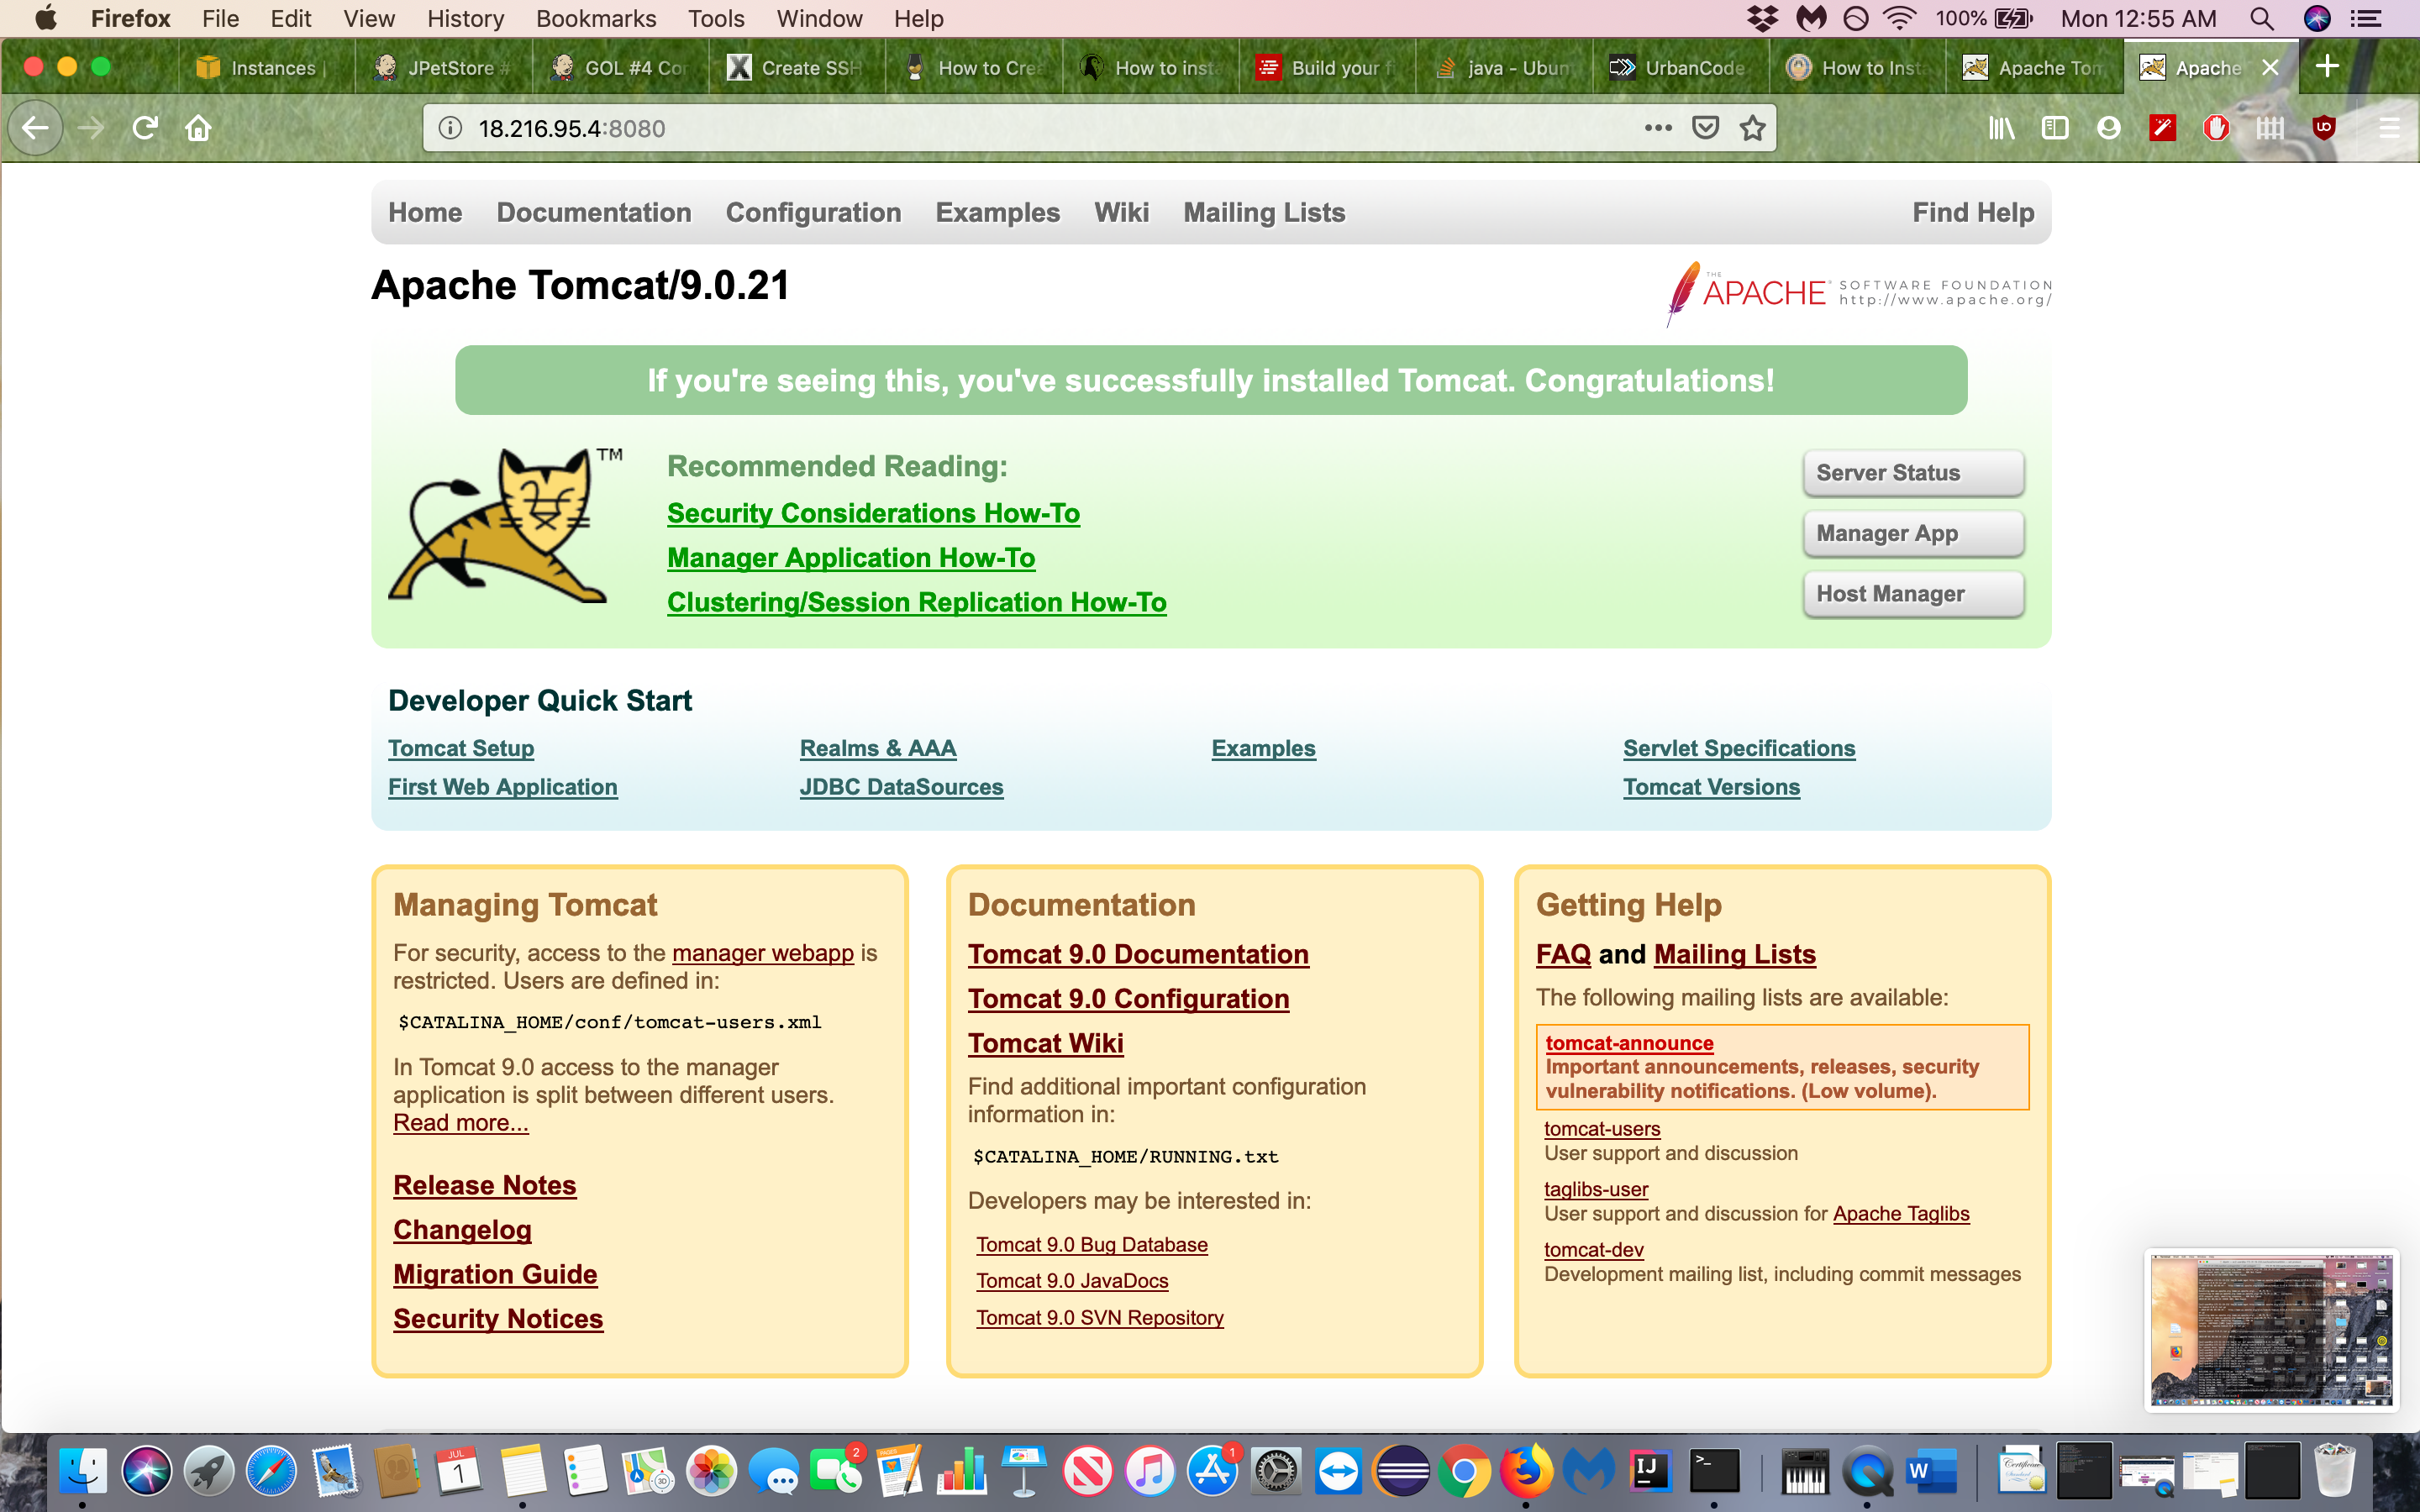 Firefox File Edit View History Bookmarks Tools Window Help 100% Mon 12:55 AM
Instances JPetStore # GOL #4 Cor Create SSH How to Crea How to inst Build your f java - Ubun UrbanCode How to Inst Apache Tom Apache
18.216.95.4:8080
Home Documentation Configuration Examples Wiki Mailing Lists Find Help
Apache Tomcat/9.0.21
THE APACHE SOFTWARE FOUNDATION
http://www.apache.org/
If you're seeing this, you've successfully installed Tomcat. Congratulations!
TM
Recommended Reading:
Security Considerations How-To
Manager Application How-To
Clustering/Session Replication How-To
Server Status
Manager App
Host Manager
Developer Quick Start
Tomcat Setup Realms & AAA Examples Servlet Specifications
First Web Application JDBC DataSources Tomcat Versions
Managing Tomcat
For security, access to the manager webapp is
restricted. Users are defined in:
$CATALINA_HOME/conf/tomcat-users.xml
In Tomcat 9.0 access to the manager
application is split between different users.
Read more...
Release Notes
Changelog
Migration Guide
Security Notices
Documentation
Tomcat 9.0 Documentation
Tomcat 9.0 Configuration
Tomcat Wiki
Find additional important configuration
information in:
$CATALINA_HOME/RUNNING.txt
Developers may be interested in:
Tomcat 9.0 Bug Database
Tomcat 9.0 JavaDocs
Tomcat 9.0 SVN Repository
Getting Help
FAQ and Mailing Lists
The following mailing lists are available:
tomcat-announce
Important announcements, releases, security
vulnerability notifications. (Low volume).
tomcat-users
User support and discussion
taglibs-user
User support and discussion for Apache Taglibs
tomcat-dev
Development mailing list, including commit messages
JUL
1
3D
2
PAGES
1
IJ
W